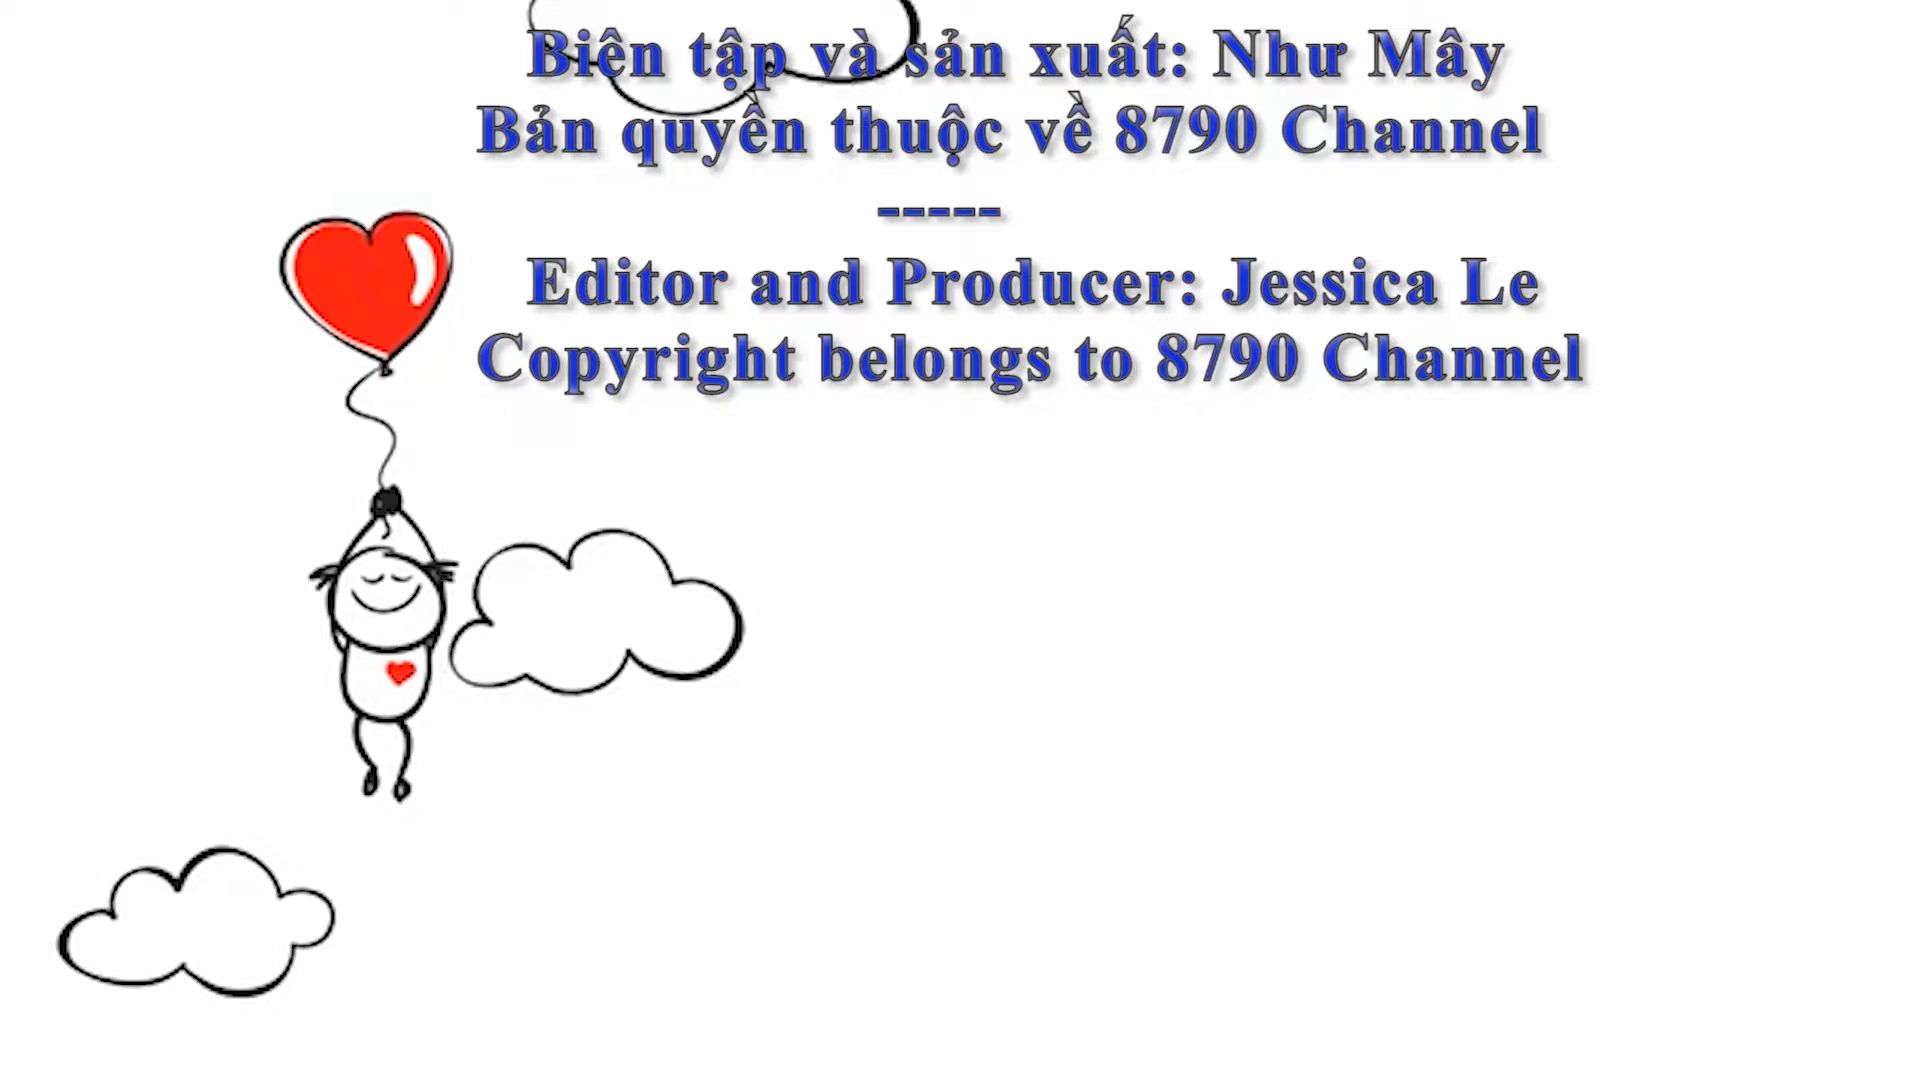 Biên tập và sản xuất: Như Mây
Bản quyền thuộc về 8790 Channel
-----
Editor and Producer: Jessica Le
Copyright belongs to 8790 Channel